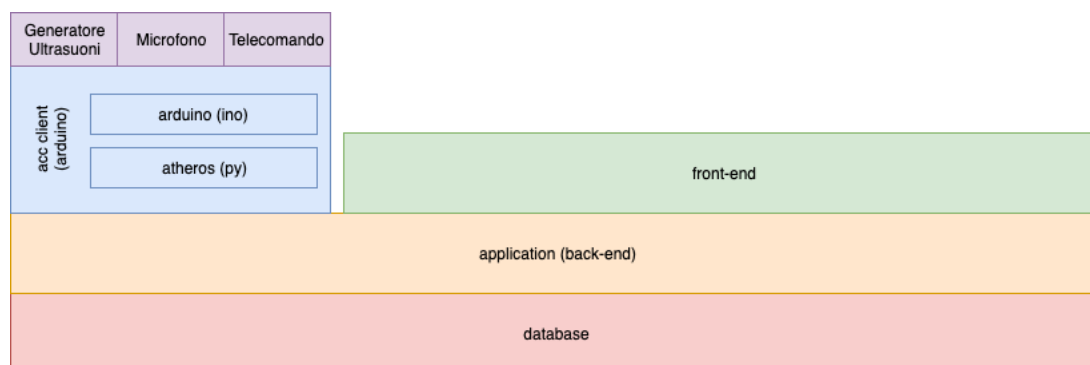 Generatore
Ultrasuoni
Microfono
Telecomando
acc client
(arduino)
arduino (ino)
atheros (py)
front-end
application (back-end)
database